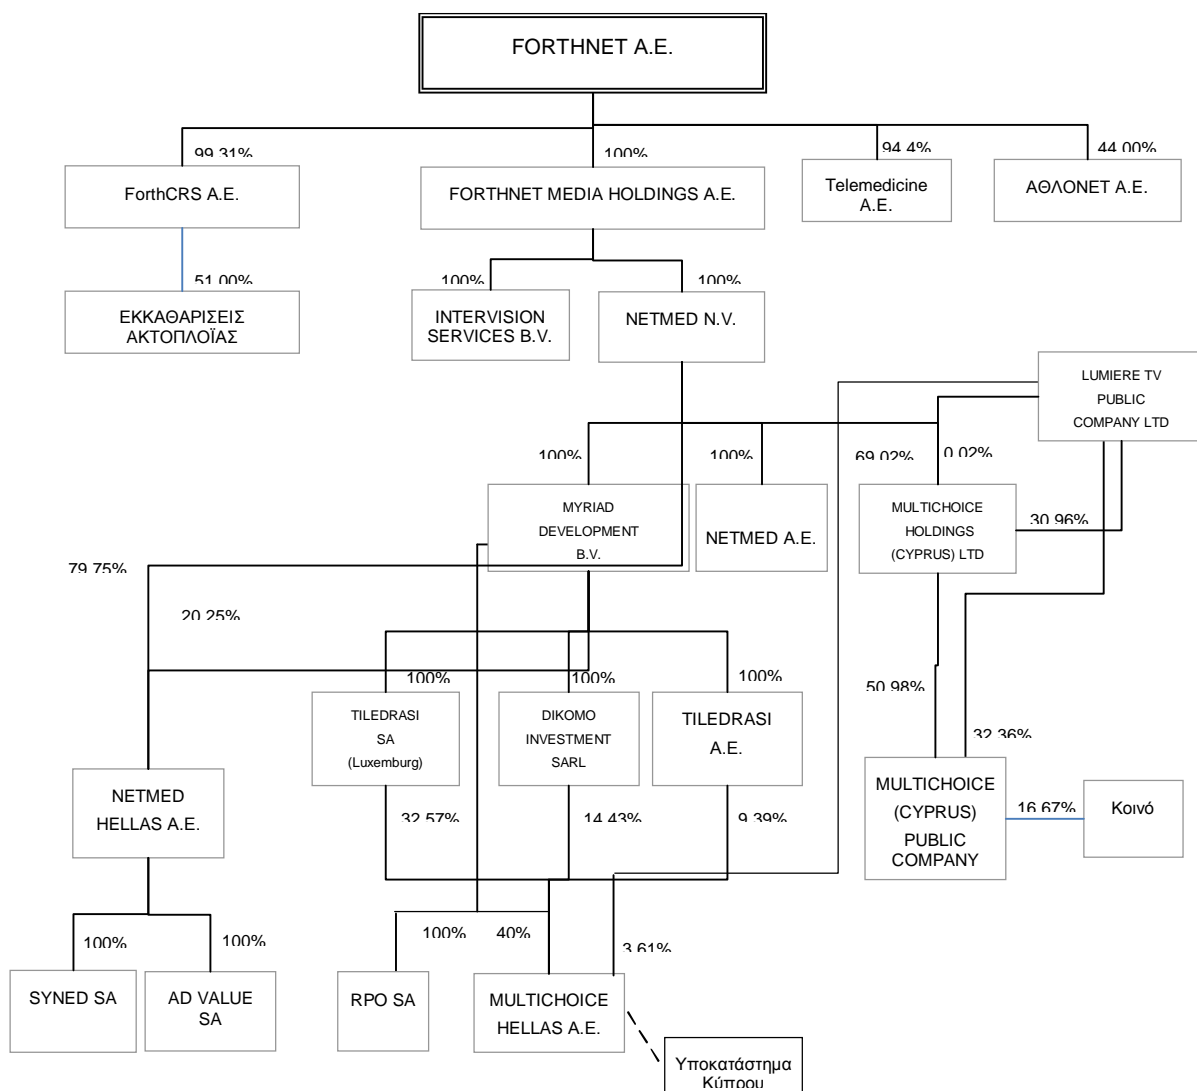 FORTHNET A.E.
99.31%
100%
94.4%
44.00%
ForthCRS A.E.
FORTHNET MEDIA HOLDINGS A.E.
Telemedicine
A.E.
ΑΘΛΟΝΕΤ Α.Ε.
51.00%
100%
100%
ΕΚΚΑΘΑΡΙΣΕΙΣ
ΑΚΤΟΠΛΟΪΑΣ
INTERVISION
SERVICES B.V.
NETMED N.V.
LUMIERE TV
PUBLIC
COMPANY LTD
100%
100%
69.02%
0.02%
MYRIAD
DEVELOPMENT
B.V.
NETMED A.E.
MULTICHOICE
HOLDINGS
(CYPRUS) LTD
30.96%
79.75%
20.25%
100%
100%
100%
50.98%
32.36%
TILEDRASI
SA
(Luxemburg)
DIKOMO
INVESTMENT
SARL
TILEDRASI
A.E.
NETMED
HELLAS A.E.
32.57%
14.43%
9.39%
MULTICHOICE
(CYPRUS)
PUBLIC
COMPANY
16.67%
Κοινό
100%
100%
100%
40%
3.61%
SYNED SA
AD VALUE
SA
RPO SA
MULTICHOICE
HELLAS A.E.
Υποκατάστημα
Κύπρου